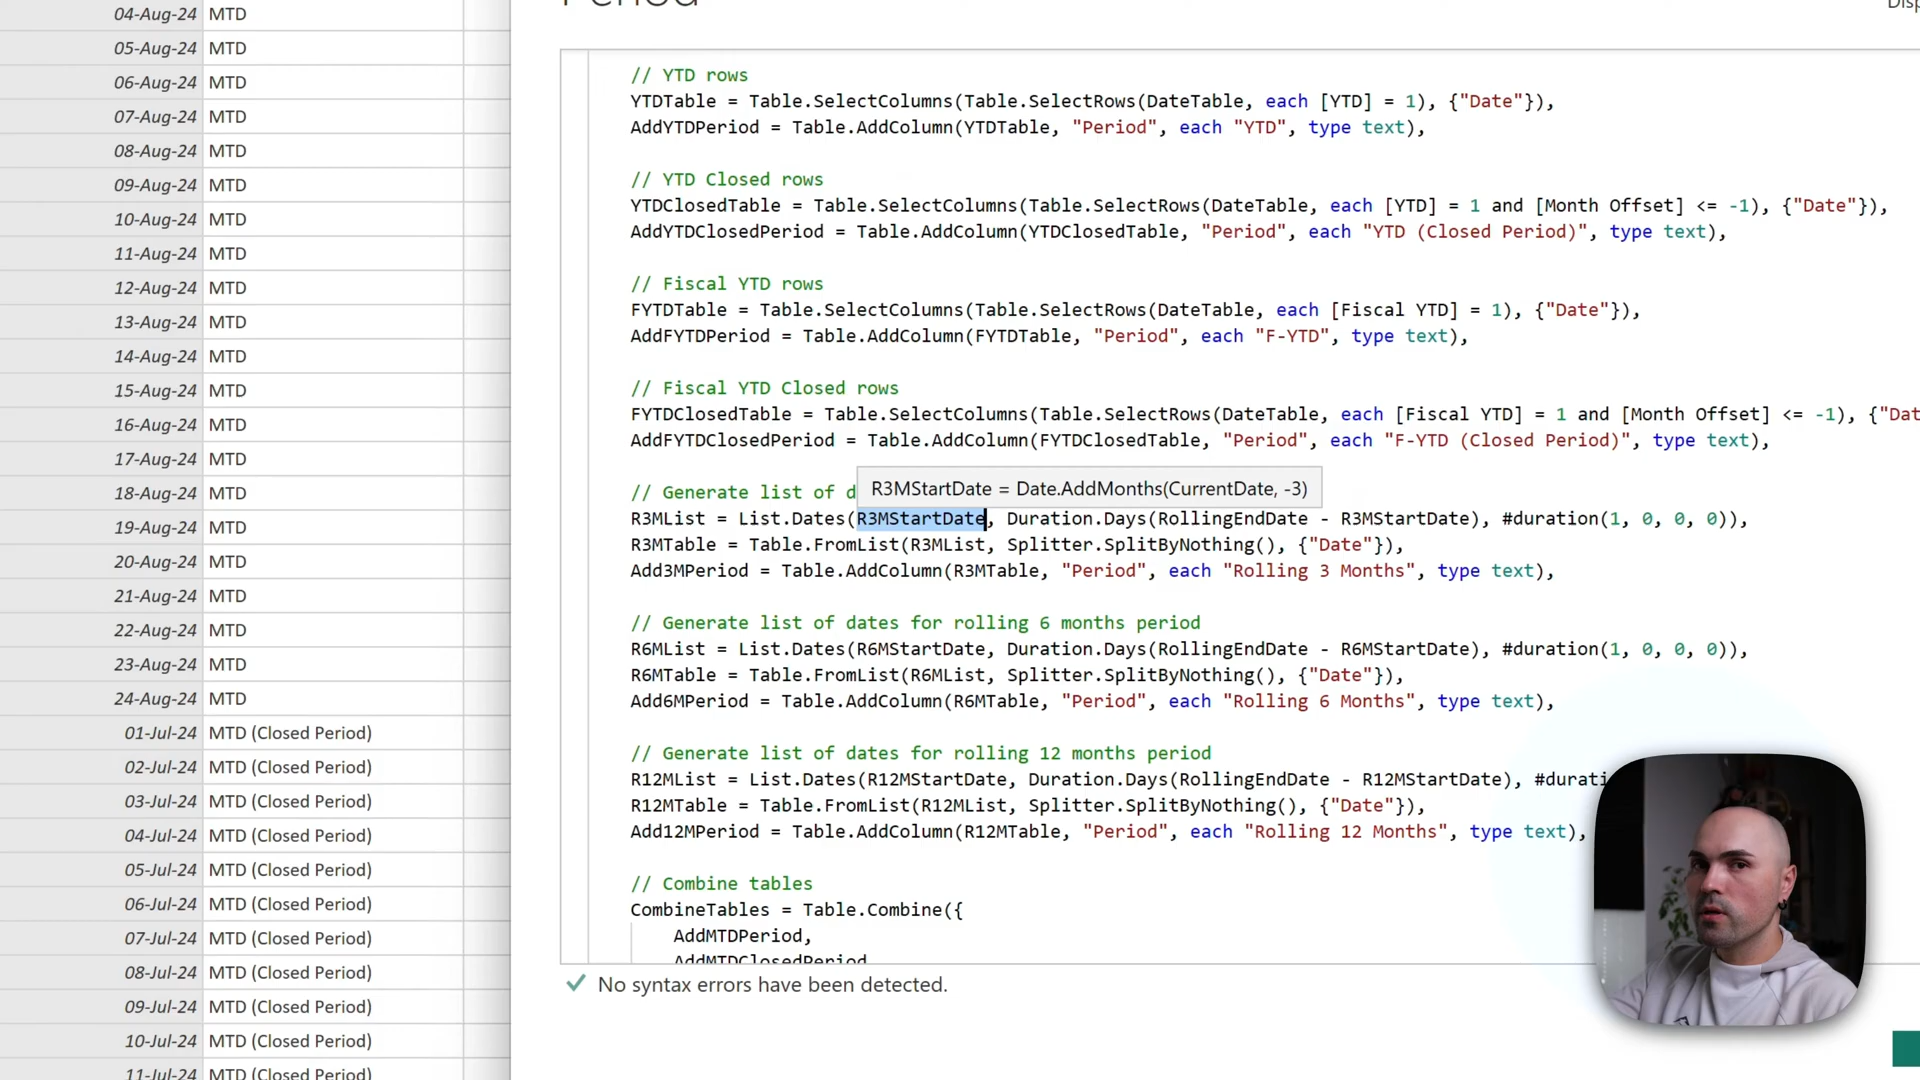 Period
Disp
04-Aug-24 MTD
05-Aug-24 MTD
06-Aug-24 MTD
07-Aug-24 MTD
08-Aug-24 MTD
09-Aug-24 MTD
10-Aug-24 MTD
11-Aug-24 MTD
12-Aug-24 MTD
13-Aug-24 MTD
14-Aug-24 MTD
15-Aug-24 MTD
16-Aug-24 MTD
17-Aug-24 MTD
18-Aug-24 MTD
19-Aug-24 MTD
20-Aug-24 MTD
21-Aug-24 MTD
22-Aug-24 MTD
23-Aug-24 MTD
24-Aug-24 MTD
01-Jul-24 MTD (Closed Period)
02-Jul-24 MTD (Closed Period)
03-Jul-24 MTD (Closed Period)
04-Jul-24 MTD (Closed Period)
05-Jul-24 MTD (Closed Period)
06-Jul-24 MTD (Closed Period)
07-Jul-24 MTD (Closed Period)
08-Jul-24 MTD (Closed Period)
09-Jul-24 MTD (Closed Period)
10-Jul-24 MTD (Closed Period)
11-Jul-24 MTD (Closed Period)
// YTD rows
YTDTable = Table.SelectColumns(Table.SelectRows(DateTable, each [YTD] = 1), {"Date"}),
AddYTDPeriod = Table.AddColumn(YTDTable, "Period", each "YTD", type text),
// YTD Closed rows
YTDClosedTable = Table.SelectColumns(Table.SelectRows(DateTable, each [YTD] = 1 and [Month Offset] <= -1), {"Date"}),
AddYTDClosedPeriod = Table.AddColumn(YTDClosedTable, "Period", each "YTD (Closed Period)", type text),
// Fiscal YTD rows
FYTDTable = Table.SelectColumns(Table.SelectRows(DateTable, each [Fiscal YTD] = 1), {"Date"}),
AddFYTDPeriod = Table.AddColumn(FYTDTable, "Period", each "F-YTD", type text),
// Fiscal YTD Closed rows
FYTDClosedTable = Table.SelectColumns(Table.SelectRows(DateTable, each [Fiscal YTD] = 1 and [Month Offset] <= -1), {"Dat
AddFYTDClosedPeriod = Table.AddColumn(FYTDClosedTable, "Period", each "F-YTD (Closed Period)", type text),
R3MStartDate = Date.AddMonths(CurrentDate, -3)
// Generate list of d
R3MList = List.Dates(R3MStartDate, Duration.Days(RollingEndDate - R3MStartDate), #duration(1, 0, 0, 0)),
R3MTable = Table.FromList(R3MList, Splitter.SplitByNothing(), {"Date"}),
Add3MPeriod = Table.AddColumn(R3MTable, "Period", each "Rolling 3 Months", type text),
// Generate list of dates for rolling 6 months period
R6MList = List.Dates(R6MStartDate, Duration.Days(RollingEndDate - R6MStartDate), #duration(1, 0, 0, 0)),
R6MTable = Table.FromList(R6MList, Splitter.SplitByNothing(), {"Date"}),
Add6MPeriod = Table.AddColumn(R6MTable, "Period", each "Rolling 6 Months", type text),
// Generate list of dates for rolling 12 months period
R12MList = List.Dates(R12MStartDate, Duration.Days(RollingEndDate - R12MStartDate), #durati
R12MTable = Table.FromList(R12MList, Splitter.SplitByNothing(), {"Date"}),
Add12MPeriod = Table.AddColumn(R12MTable, "Period", each "Rolling 12 Months", type text),
// Combine tables
CombineTables = Table.Combine({
AddMTDPeriod,
AddMTDClosedPeriod
No syntax errors have been detected.